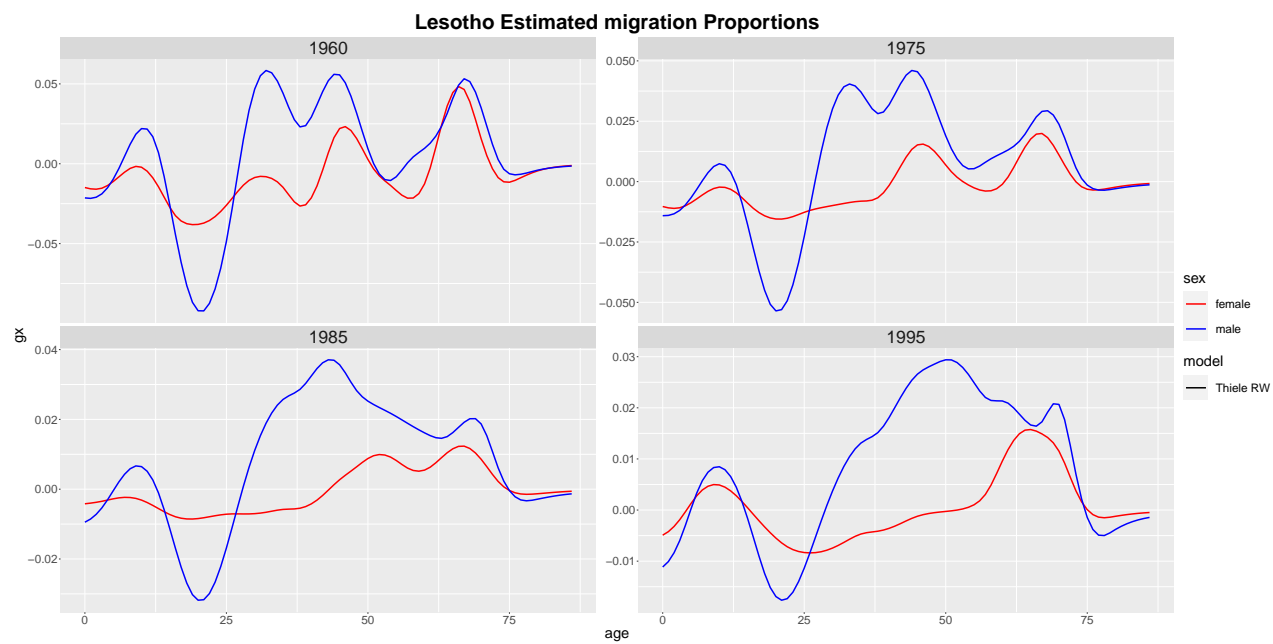 Lesotho Estimated migration Proportions
1960
1975
0.05
0.00
−0.05
0.050
0.025
0.000
−0.025
−0.050
1985
1995
0.04
0.02
0.00
−0.02
0.03
0.02
0.01
0.00
−0.01
0 25 50 75
0 25 50 75
age
gx
sex
female
male
model
Thiele RW